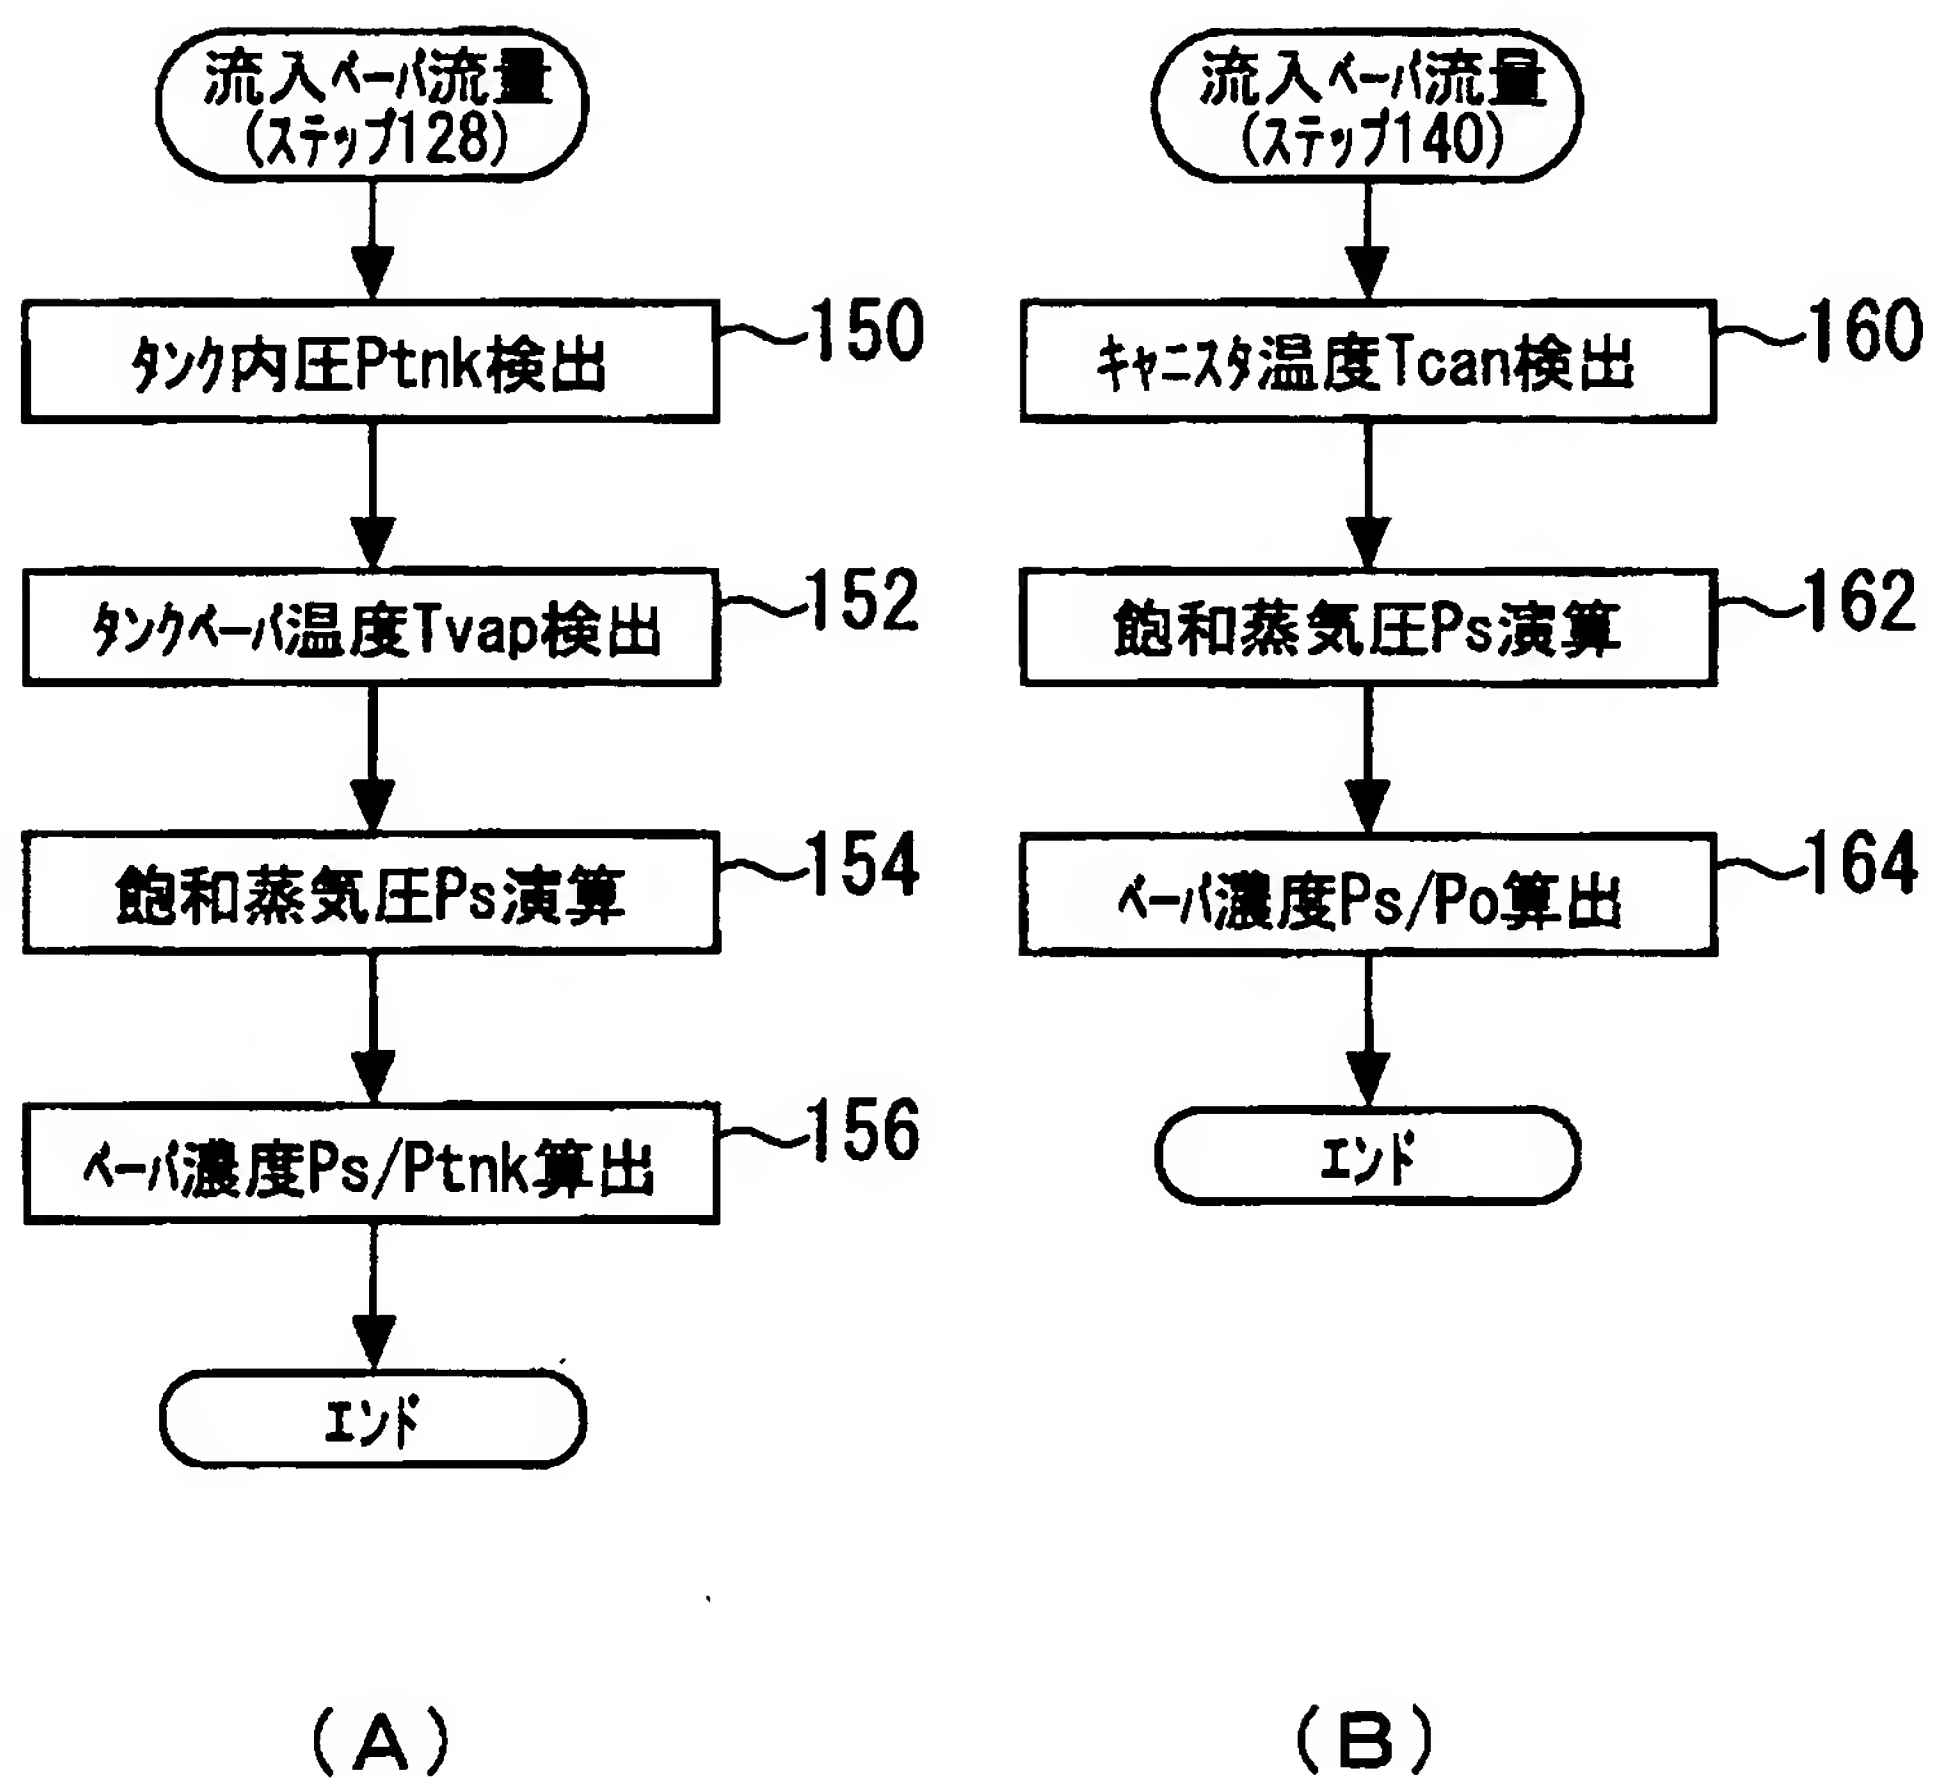 流入ベーパ流量
(ステップ128)
タンク内圧Ptnk検出
150
タンクベーパ温度Tvap検出
152
飽和蒸気圧Ps演算
154
ベーパ濃度Ps/Ptnk算出
156
エンド
(A)
流入ベーパ流量
(ステップ140)
キャニスタ温度Tcan検出
160
飽和蒸気圧Ps演算
162
ベーパ濃度Ps/Po算出
164
エンド
(B)